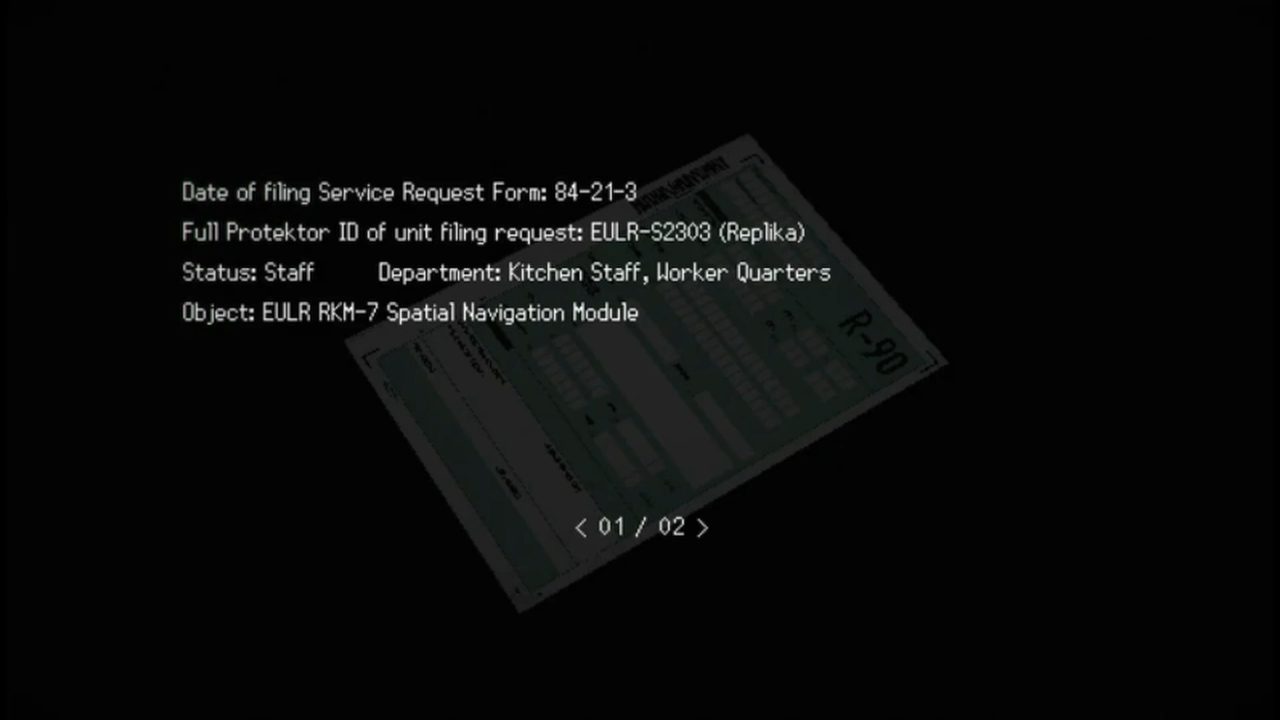 Date of filing Service Request Form: 84-21-3
Full Protektor ID of unit filing request: EULR-S2303 (Replika)
Status: Staff Department: Kitchen Staff, Worker Quarters
Object: EULR RKM-7 Spatial Navigation Module
R-90
< 01 / 02 >